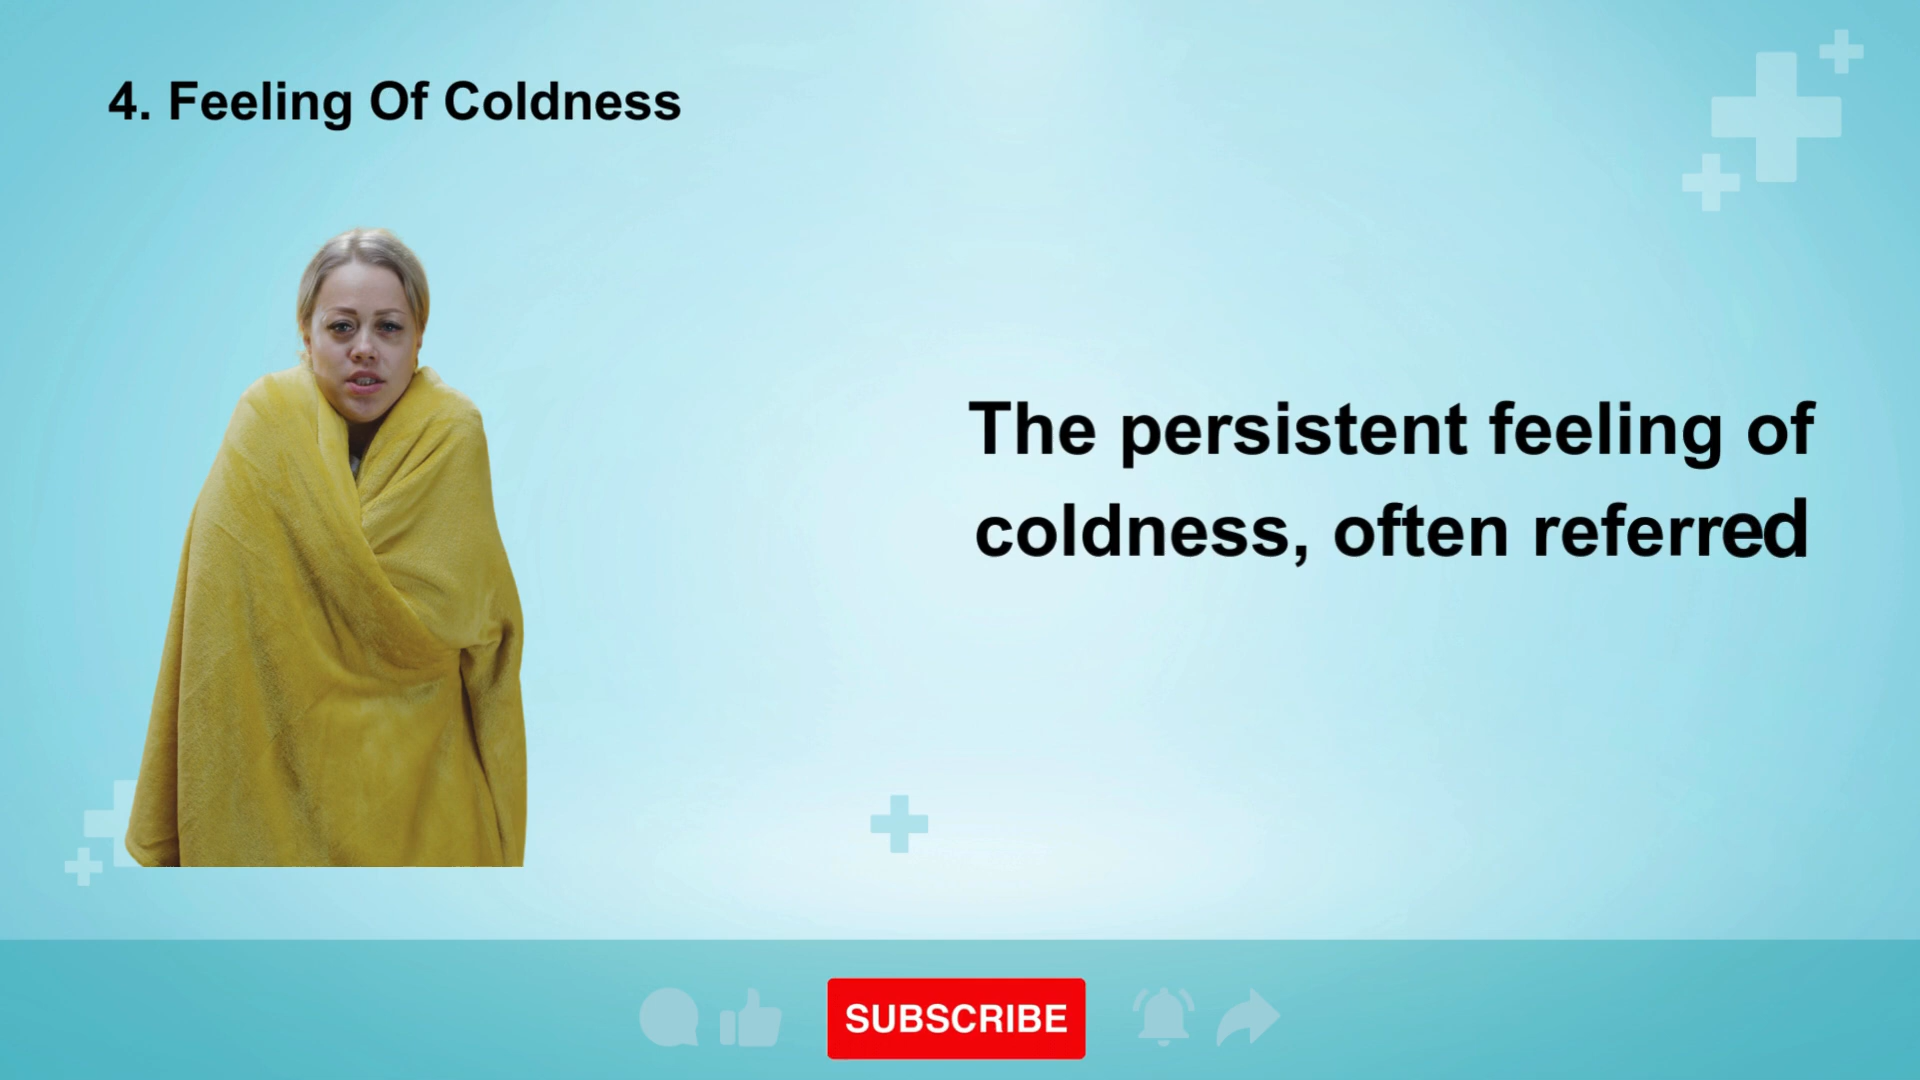 4. Feeling Of Coldness
The persistent feeling of
coldness, often referred
SUBSCRIBE